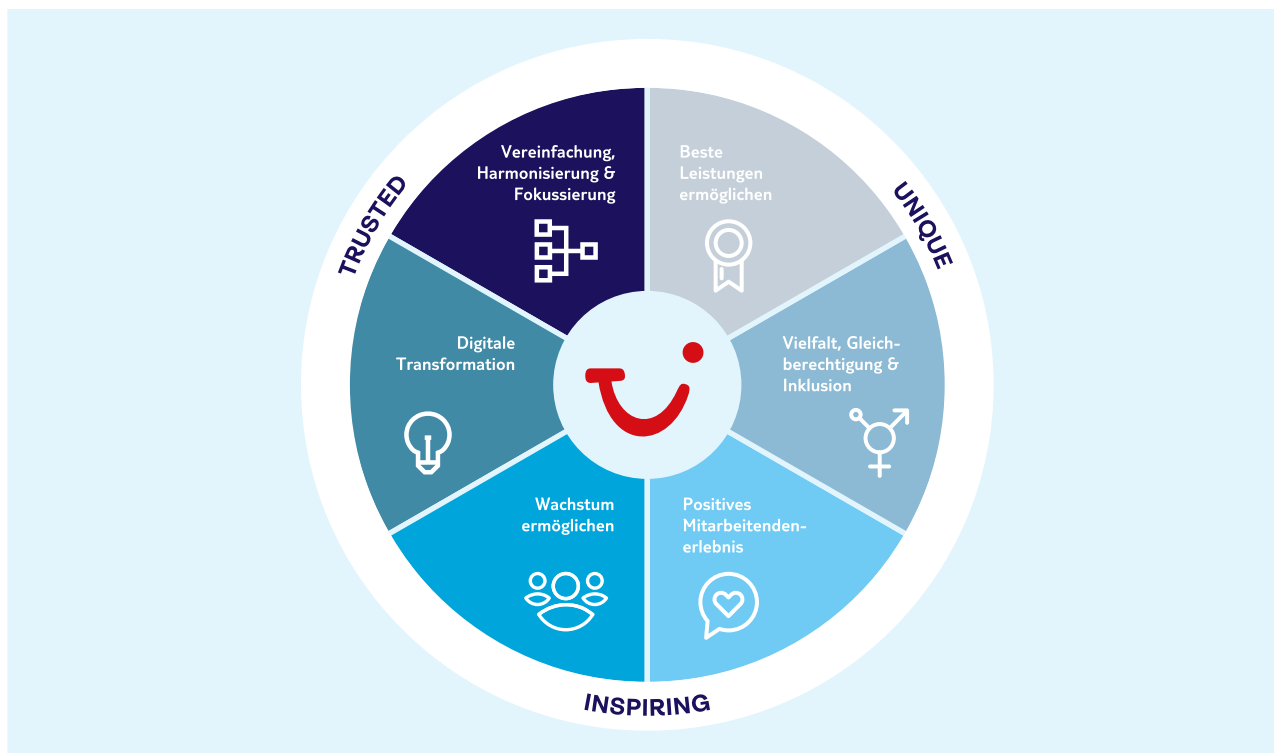 TRUSTED
UNIQUE
Vereinfachung,
Harmonisierung &
Fokussierung
Beste
Leistungen
ermöglichen
Digitale
Transformation
Vielfalt, Gleich-
berechtigung &
Inklusion
Wachstum
ermöglichen
Positives
Mitarbeitenden-
erlebnis
INSPIRING